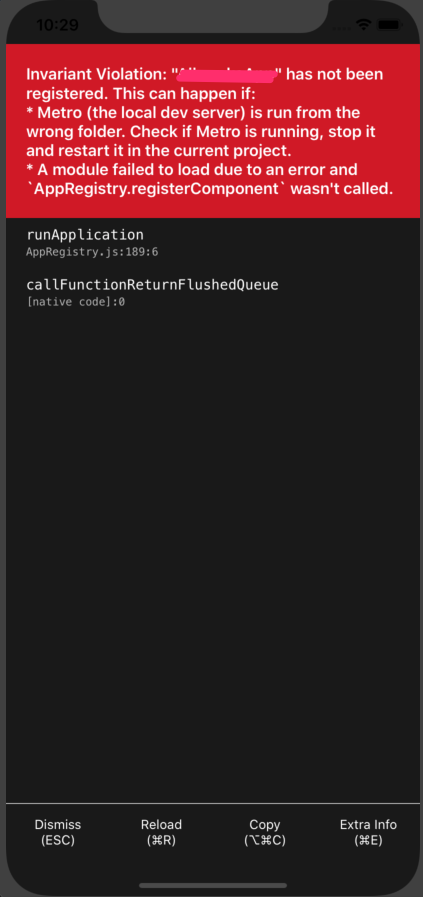 10:29
Invariant Violation: "" has not been
registered. This can happen if:
* Metro (the local dev server) is run from the
wrong folder. Check if Metro is running, stop it
and restart it in the current project.
* A module failed to load due to an error and
`AppRegistry.registerComponent` wasn't called.
runApplication
AppRegistry.js:189:6
callFunctionReturnFlushedQueue
[native code]:0
Dismiss
(ESC)
Reload
(⌘R)
Copy
(⌥⌘C)
Extra Info
(⌘E)